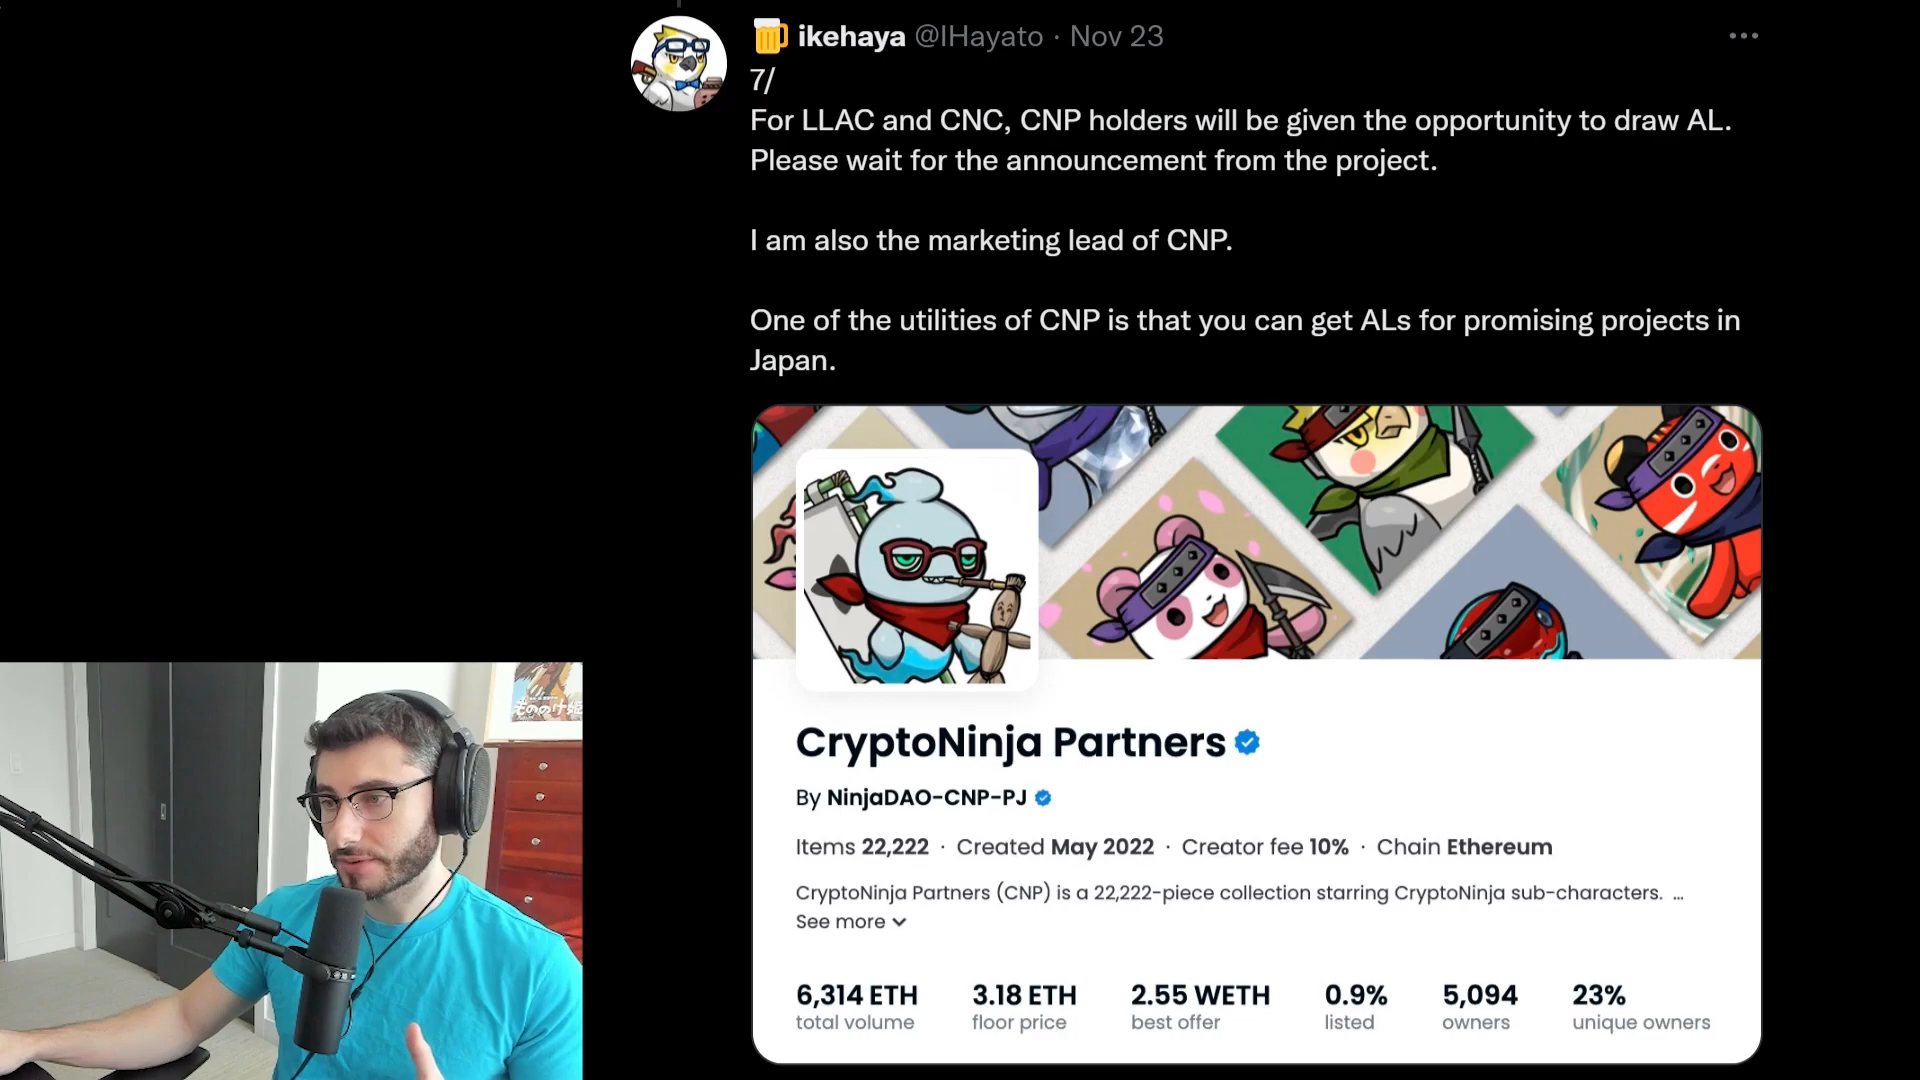 ikehaya @IHayato · Nov 23
7/
For LLAC and CNC, CNP holders will be given the opportunity to draw AL.
Please wait for the announcement from the project.
I am also the marketing lead of CNP.
One of the utilities of CNP is that you can get ALs for promising projects in
Japan.
CryptoNinja Partners
By NinjaDAO-CNP-PJ
Items 22,222 · Created May 2022 · Creator fee 10% · Chain Ethereum
CryptoNinja Partners (CNP) is a 22,222-piece collection starring CryptoNinja sub-characters. ...
See more
6,314 ETH 3.18 ETH 2.55 WETH 0.9% 5,094 23%
total volume floor price best offer listed owners unique owners
もののけ姫